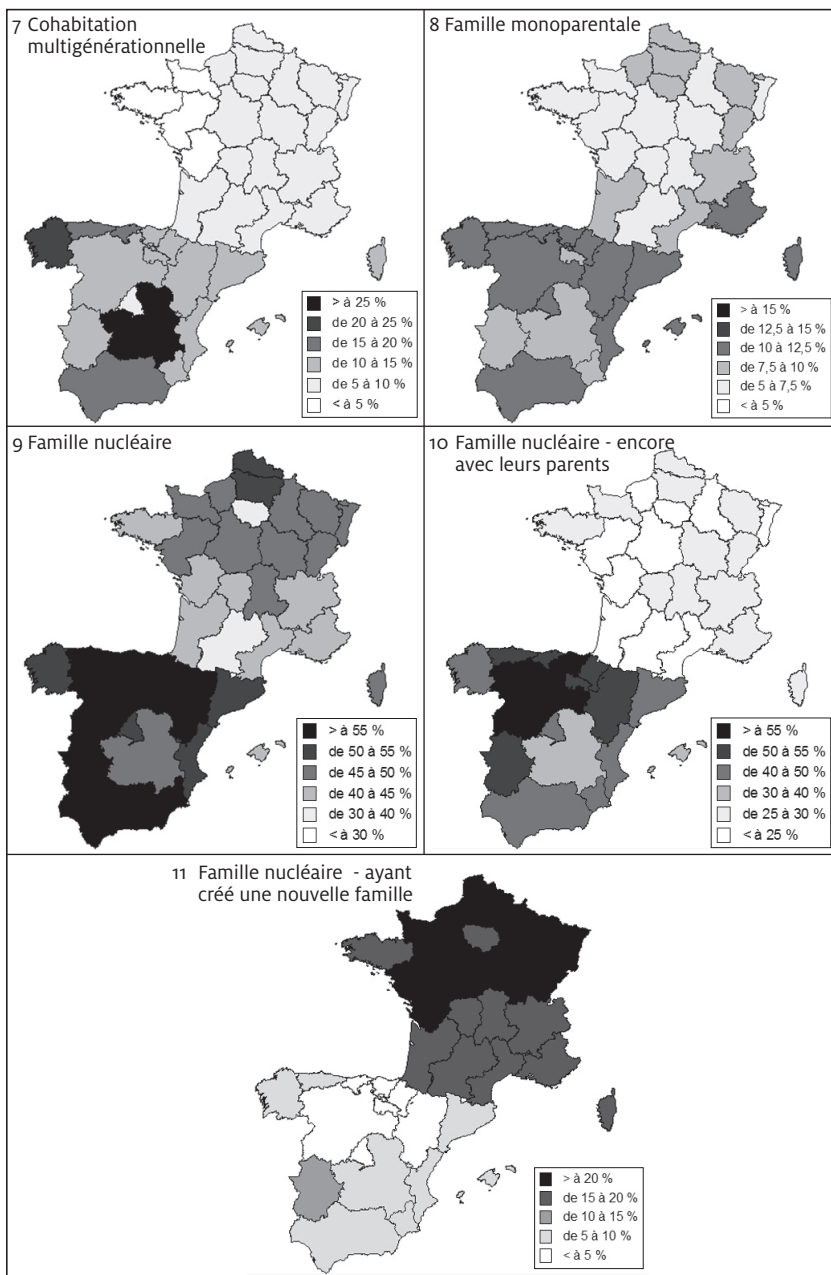 7 Cohabitation
multigénérationnelle
> à 25 %
de 20 à 25 %
de 15 à 20 %
de 10 à 15 %
de 5 à 10 %
< à 5 %
8 Famille monoparentale
> à 15 %
de 12,5 à 15 %
de 10 à 12,5 %
de 7,5 à 10 %
de 5 à 7,5 %
< à 5 %
9 Famille nucléaire
> à 55 %
de 50 à 55 %
de 45 à 50 %
de 40 à 45 %
de 30 à 40 %
< à 30 %
10 Famille nucléaire - encore
avec leurs parents
> à 55 %
de 50 à 55 %
de 40 à 50 %
de 30 à 40 %
de 25 à 30 %
< à 25 %
11 Famille nucléaire - ayant
créé une nouvelle famille
> à 20 %
de 15 à 20 %
de 10 à 15 %
de 5 à 10 %
< à 5 %